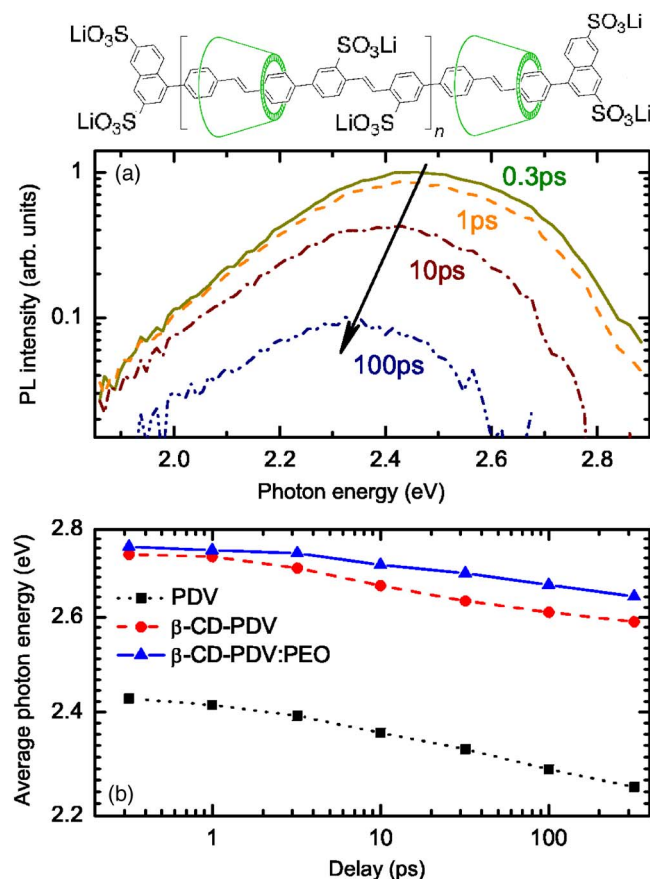 LiO₃S
SO₃Li
SO₃Li
LiO₃S
LiO₃S
n
SO₃Li
(a)
0.3ps
1ps
10ps
100ps
PL intensity (arb. units)
1
0.1
2.0 2.2 2.4 2.6 2.8
Photon energy (eV)
2.8
2.6
2.4
2.2
Average photon energy (eV)
PDV
β-CD-PDV
β-CD-PDV:PEO
(b)
1 10 100
Delay (ps)